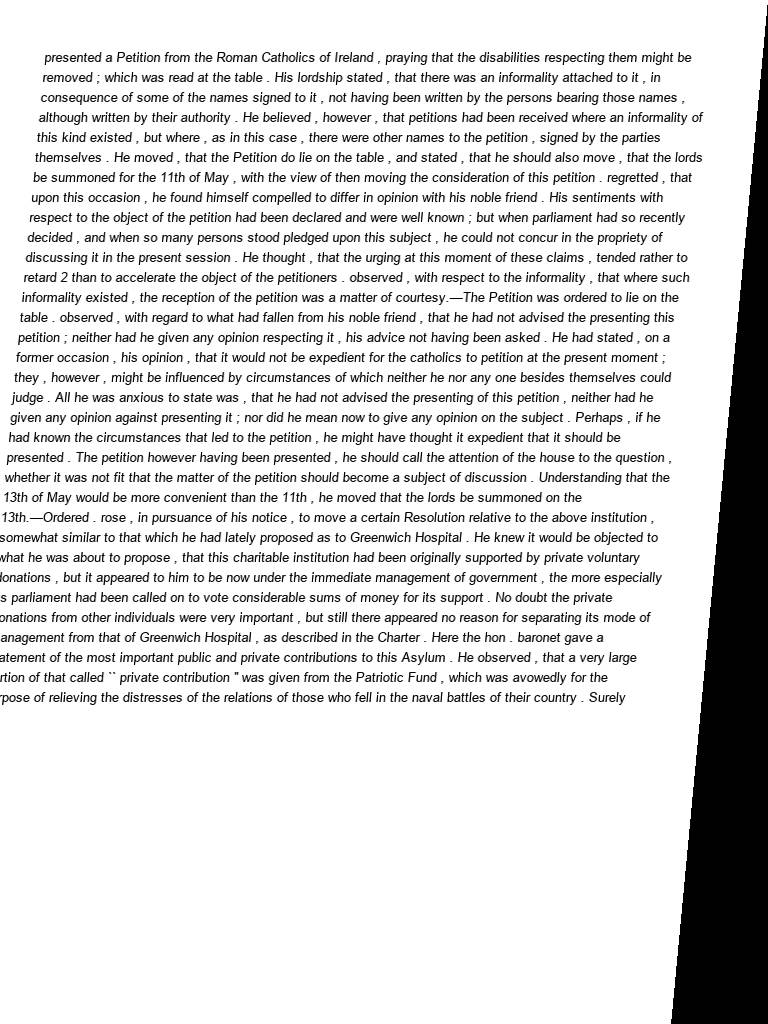 presented a Petition from the Roman Catholics of Ireland , praying that the disabilities respecting them might be
removed ; which was read at the table . His lordship stated , that there was an informality attached to it , in
consequence of some of the names signed to it , not having been written by the persons bearing those names ,
although written by their authority . He believed , however , that petitions had been received where an informality of
this kind existed , but where , as in this case , there were other names to the petition , signed by the parties
themselves . He moved , that the Petition do lie on the table , and stated , that he should also move , that the lords
be summoned for the 11th of May , with the view of then moving the consideration of this petition . regretted , that
upon this occasion , he found himself compelled to differ in opinion with his noble friend . His sentiments with
respect to the object of the petition had been declared and were well known ; but when parliament had so recently
decided , and when so many persons stood pledged upon this subject , he could not concur in the propriety of
discussing it in the present session . He thought , that the urging at this moment of these claims , tended rather to
retard 2 than to accelerate the object of the petitioners . observed , with respect to the informality , that where such
informality existed , the reception of the petition was a matter of courtesy.—The Petition was ordered to lie on the
table . observed , with regard to what had fallen from his noble friend , that he had not advised the presenting this
petition ; neither had he given any opinion respecting it , his advice not having been asked . He had stated , on a
former occasion , his opinion , that it would not be expedient for the catholics to petition at the present moment ;
they , however , might be influenced by circumstances of which neither he nor any one besides themselves could
judge . All he was anxious to state was , that he had not advised the presenting of this petition , neither had he
given any opinion against presenting it ; nor did he mean now to give any opinion on the subject . Perhaps , if he
had known the circumstances that led to the petition , he might have thought it expedient that it should be
presented . The petition however having been presented , he should call the attention of the house to the question ,
whether it was not fit that the matter of the petition should become a subject of discussion . Understanding that the
13th of May would be more convenient than the 11th , he moved that the lords be summoned on the
13th.—Ordered . rose , in pursuance of his notice , to move a certain Resolution relative to the above institution ,
somewhat similar to that which he had lately proposed as to Greenwich Hospital . He knew it would be objected to
what he was about to propose , that this charitable institution had been originally supported by private voluntary
donations , but it appeared to him to be now under the immediate management of government , the more especially
s parliament had been called on to vote considerable sums of money for its support . No doubt the private
onations from other individuals were very important , but still there appeared no reason for separating its mode of
anagement from that of Greenwich Hospital , as described in the Charter . Here the hon . baronet gave a
atement of the most important public and private contributions to this Asylum . He observed , that a very large
rtion of that called `` private contribution '' was given from the Patriotic Fund , which was avowedly for the
rpose of relieving the distresses of the relations of those who fell in the naval battles of their country . Surely